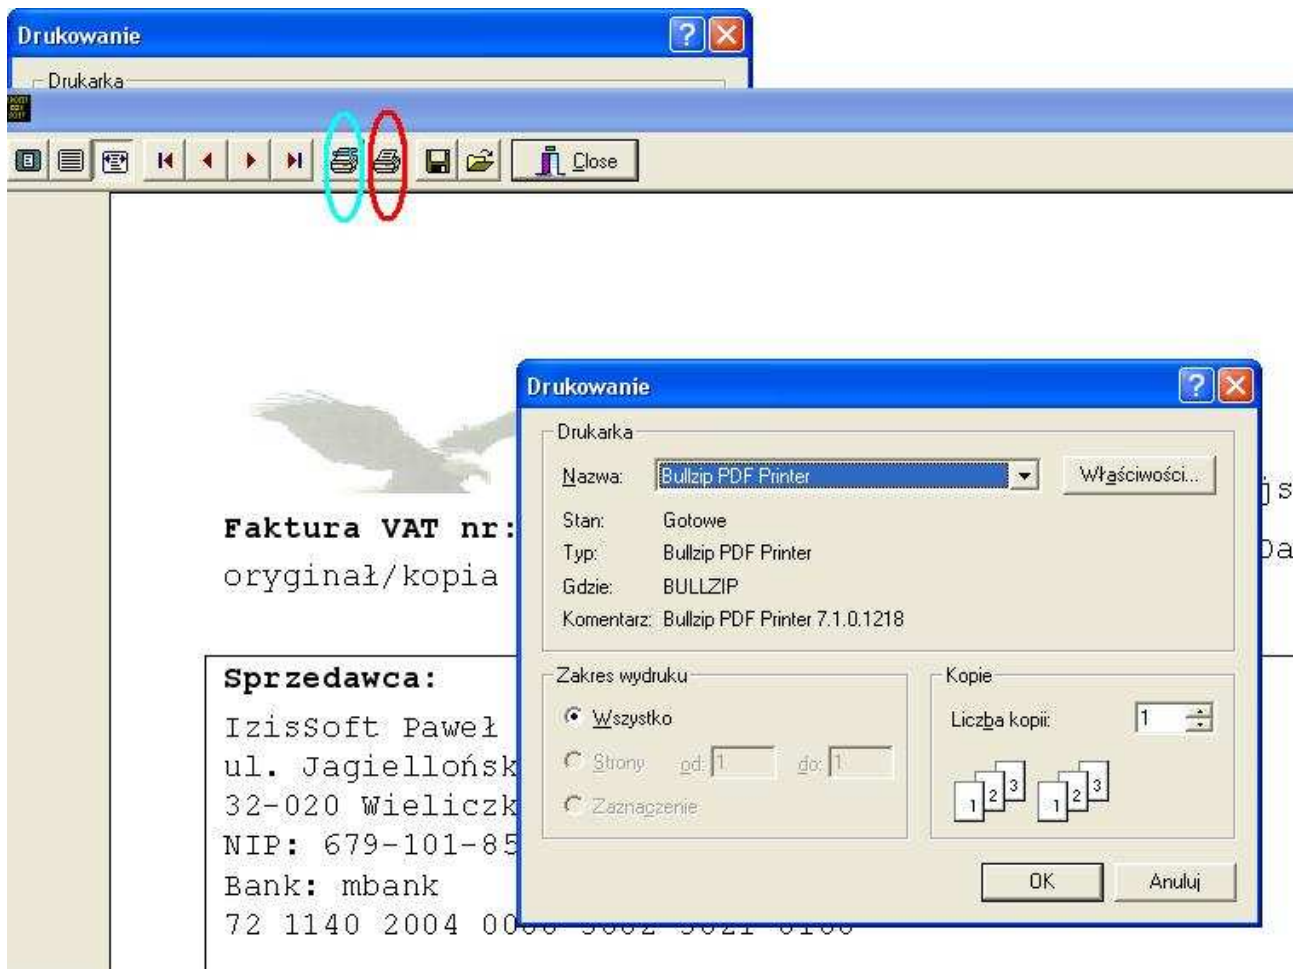 Drukowanie
Drukarka
Close
Drukowanie
Drukarka
Nazwa: Bullzip PDF Printer Właściwości...
Stan: Gotowe
Typ: Bullzip PDF Printer
Gdzie: BULLZIP
Komentarz: Bullzip PDF Printer 7.1.0.1218
Zakres wydruku
Wszystko
Strony od: 1 do: 1
Zaznaczenie
Kopie
Liczba kopii: 1
1 2 3 1 2 3
OK Anuluj
Faktura VAT nr:
oryginał/kopia
Sprzedawca:
IzisSoft Paweł
ul. Jagiellońsk
32-020 Wieliczk
NIP: 679-101-85
Bank: mbank
72 1140 2004